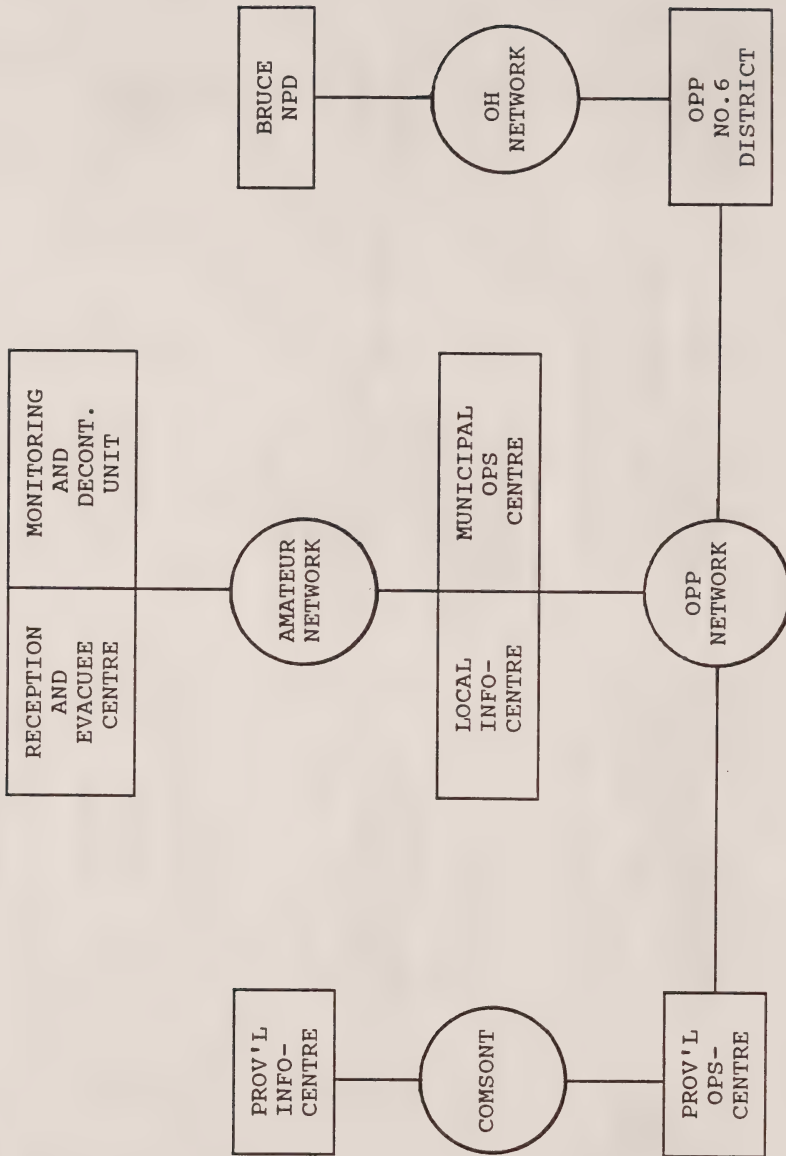 RECEPTION
AND
EVACUEE
CENTRE
MONITORING
AND
DECONT.
UNIT
PROV'L
INFO-
CENTRE
AMATEUR
NETWORK
BRUCE
NPD
COMSONT
LOCAL
INFO-
CENTRE
MUNICIPAL
OPS
CENTRE
OH
NETWORK
PROV'L
OPS-
CENTRE
OPP
NETWORK
OPP
NO.6
DISTRICT